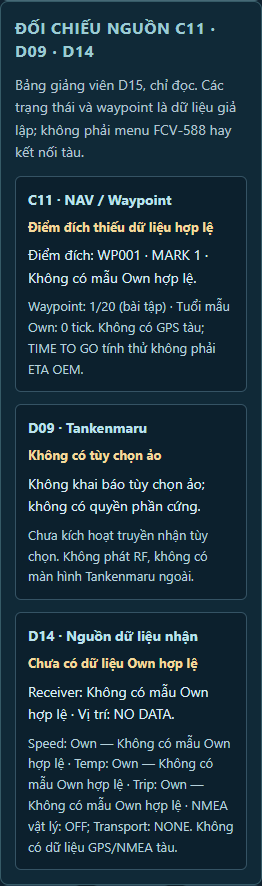 ĐỐI CHIẾU NGUỒN C11 ·
D09 · D14
Bảng giảng viên D15, chỉ đọc. Các
trạng thái và waypoint là dữ liệu giả
lập; không phải menu FCV-588 hay
kết nối tàu.
C11 · NAV / Waypoint
Điểm đích thiếu dữ liệu hợp lệ
Điểm đích: WP001 · MARK 1 ·
Không có mẫu Own hợp lệ.
Waypoint: 1/20 (bài tập) · Tuổi mẫu
Own: 0 tick. Không có GPS tàu;
TIME TO GO tính thử không phải
ETA OEM.
D09 · Tankenmaru
Không có tùy chọn ảo
Không khai báo tùy chọn ảo;
không có quyền phần cứng.
Chưa kích hoạt truyền nhận tùy
chọn. Không phát RF, không có
màn hình Tankenmaru ngoài.
D14 · Nguồn dữ liệu nhận
Chưa có dữ liệu Own hợp lệ
Receiver: Không có mẫu Own
hợp lệ · Vị trí: NO DATA.
Speed: Own — Không có mẫu Own
hợp lệ · Temp: Own — Không có
mẫu Own hợp lệ · Trip: Own —
Không có mẫu Own hợp lệ · NMEA
vật lý: OFF; Transport: NONE. Không
có dữ liệu GPS/NMEA tàu.